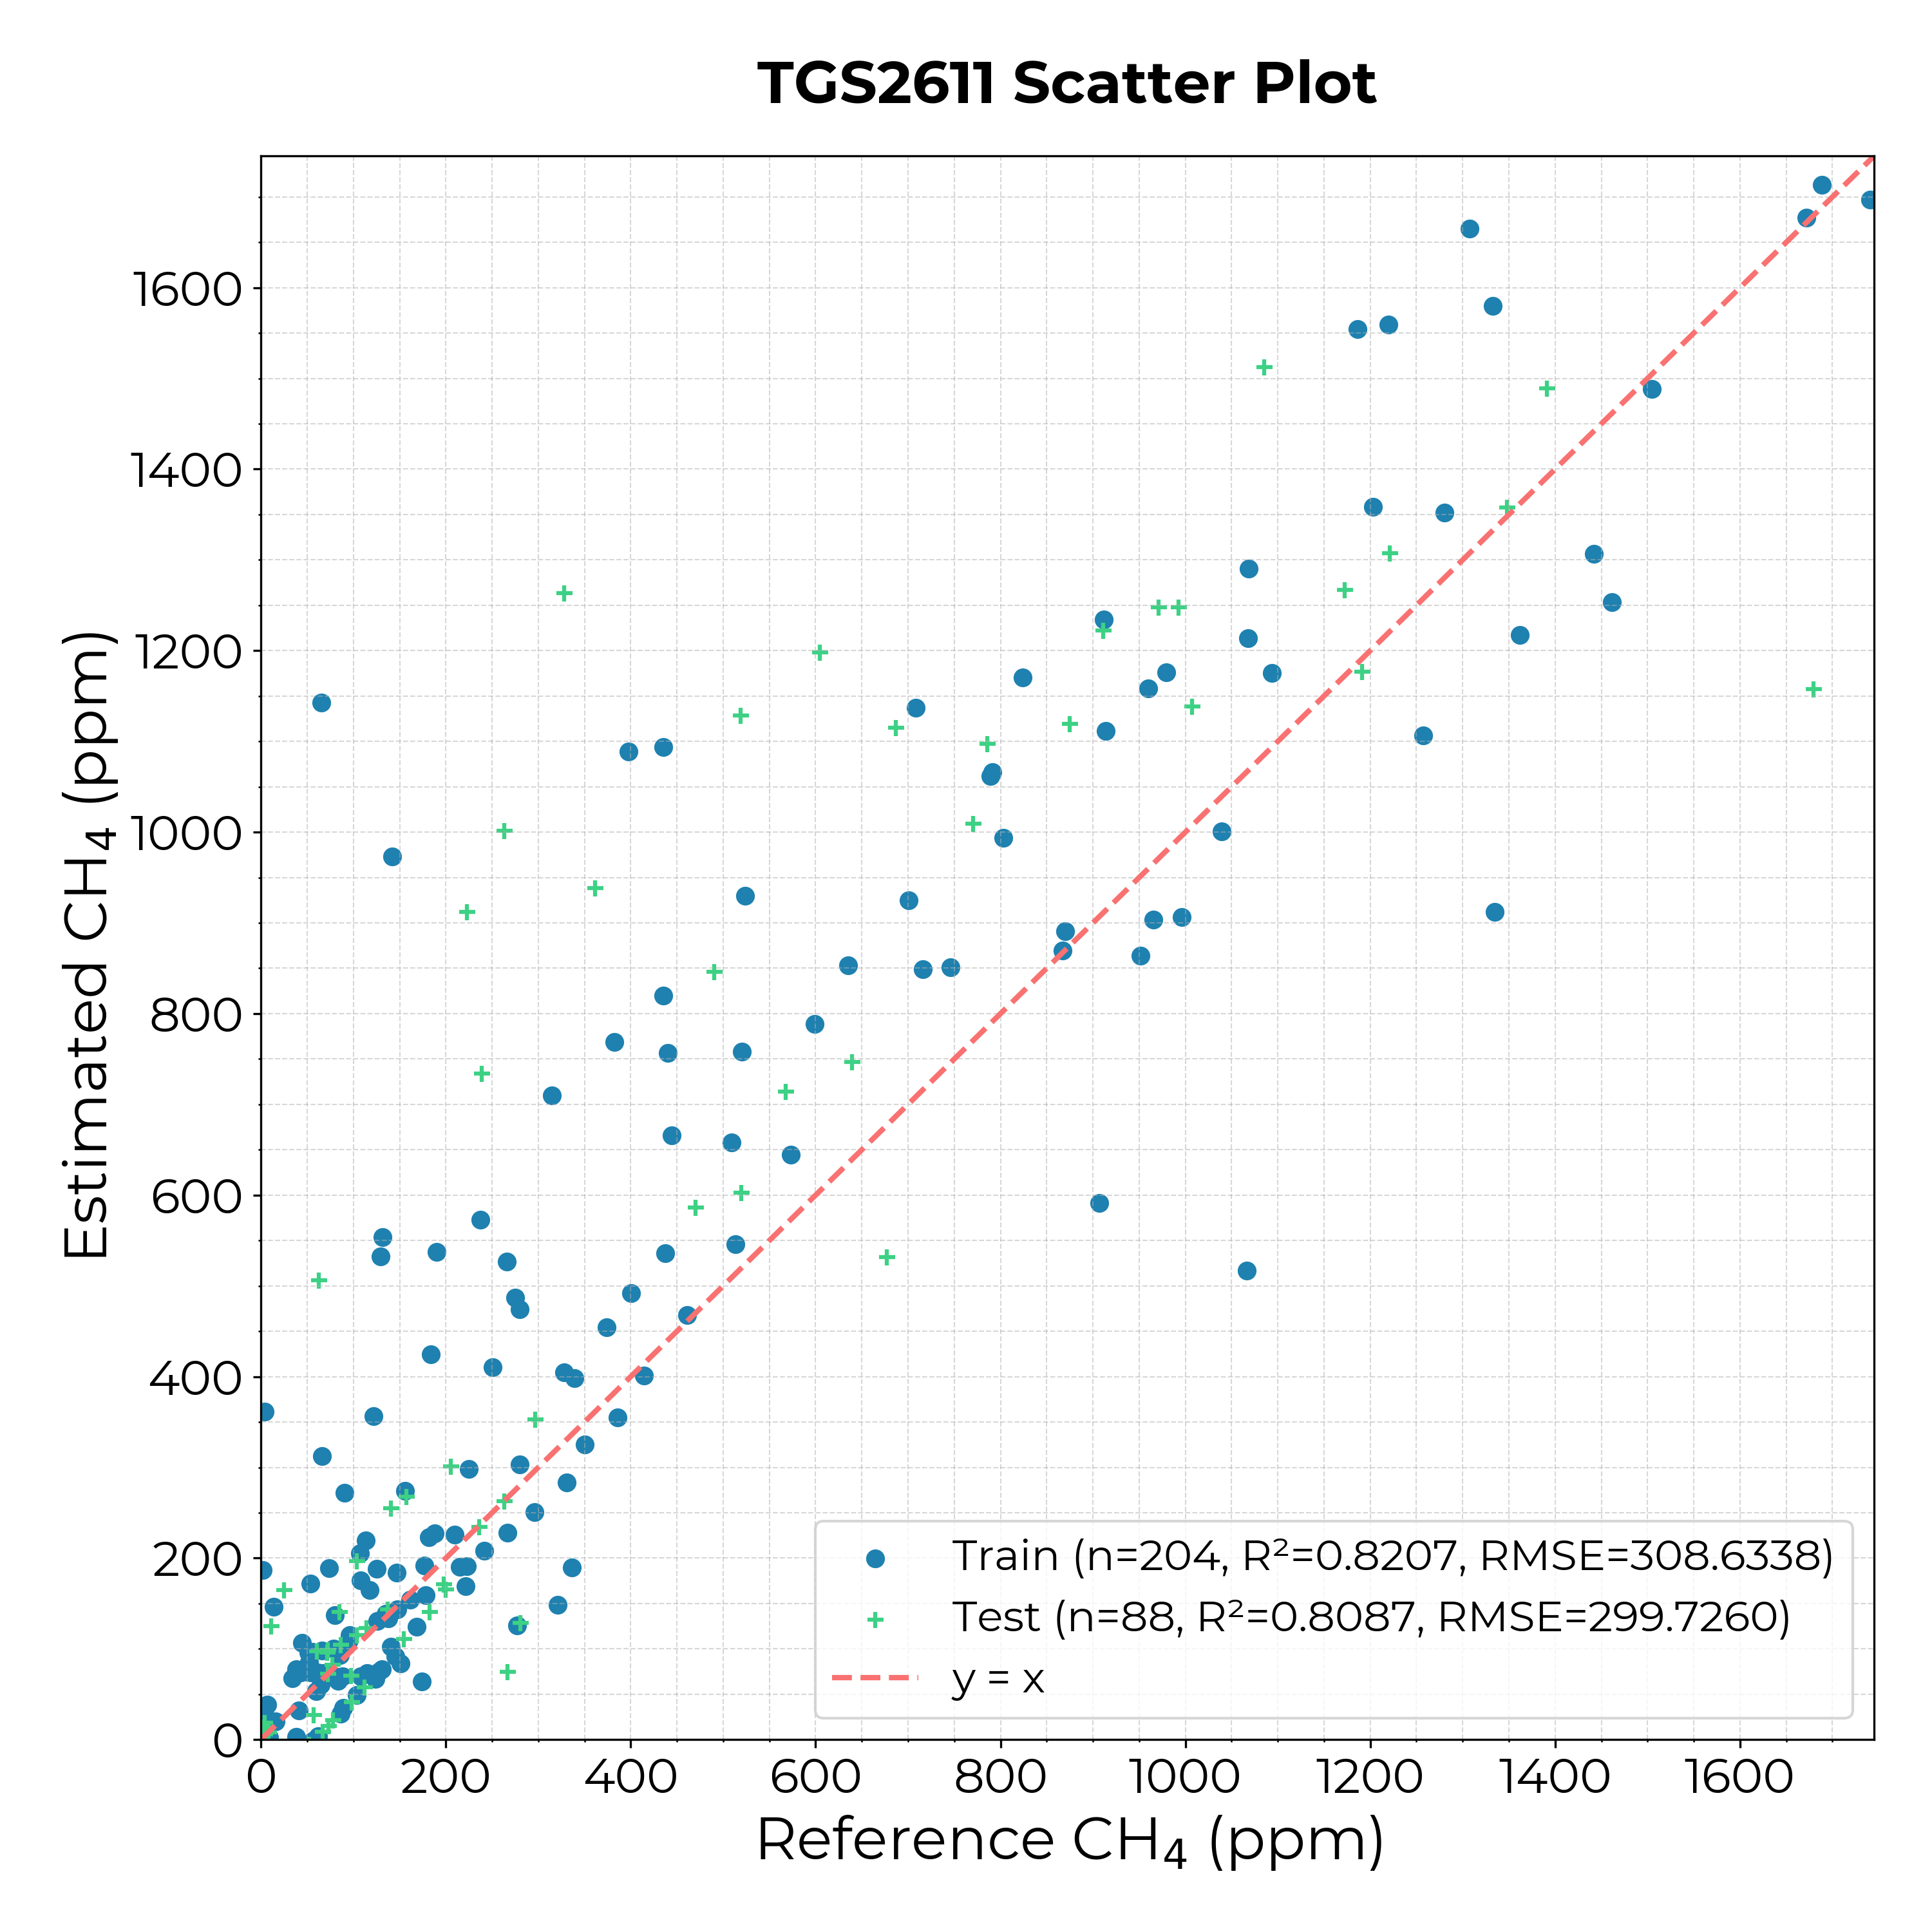 TGS2611 Scatter Plot
Estimated CH₄ (ppm)
1600
1400
1200
1000
800
600
400
200
0
0 200 400 600 800 1000 1200 1400 1600
Reference CH₄ (ppm)
Train (n=204, R²=0.8207, RMSE=308.6338)
Test (n=88, R²=0.8087, RMSE=299.7260)
y = x